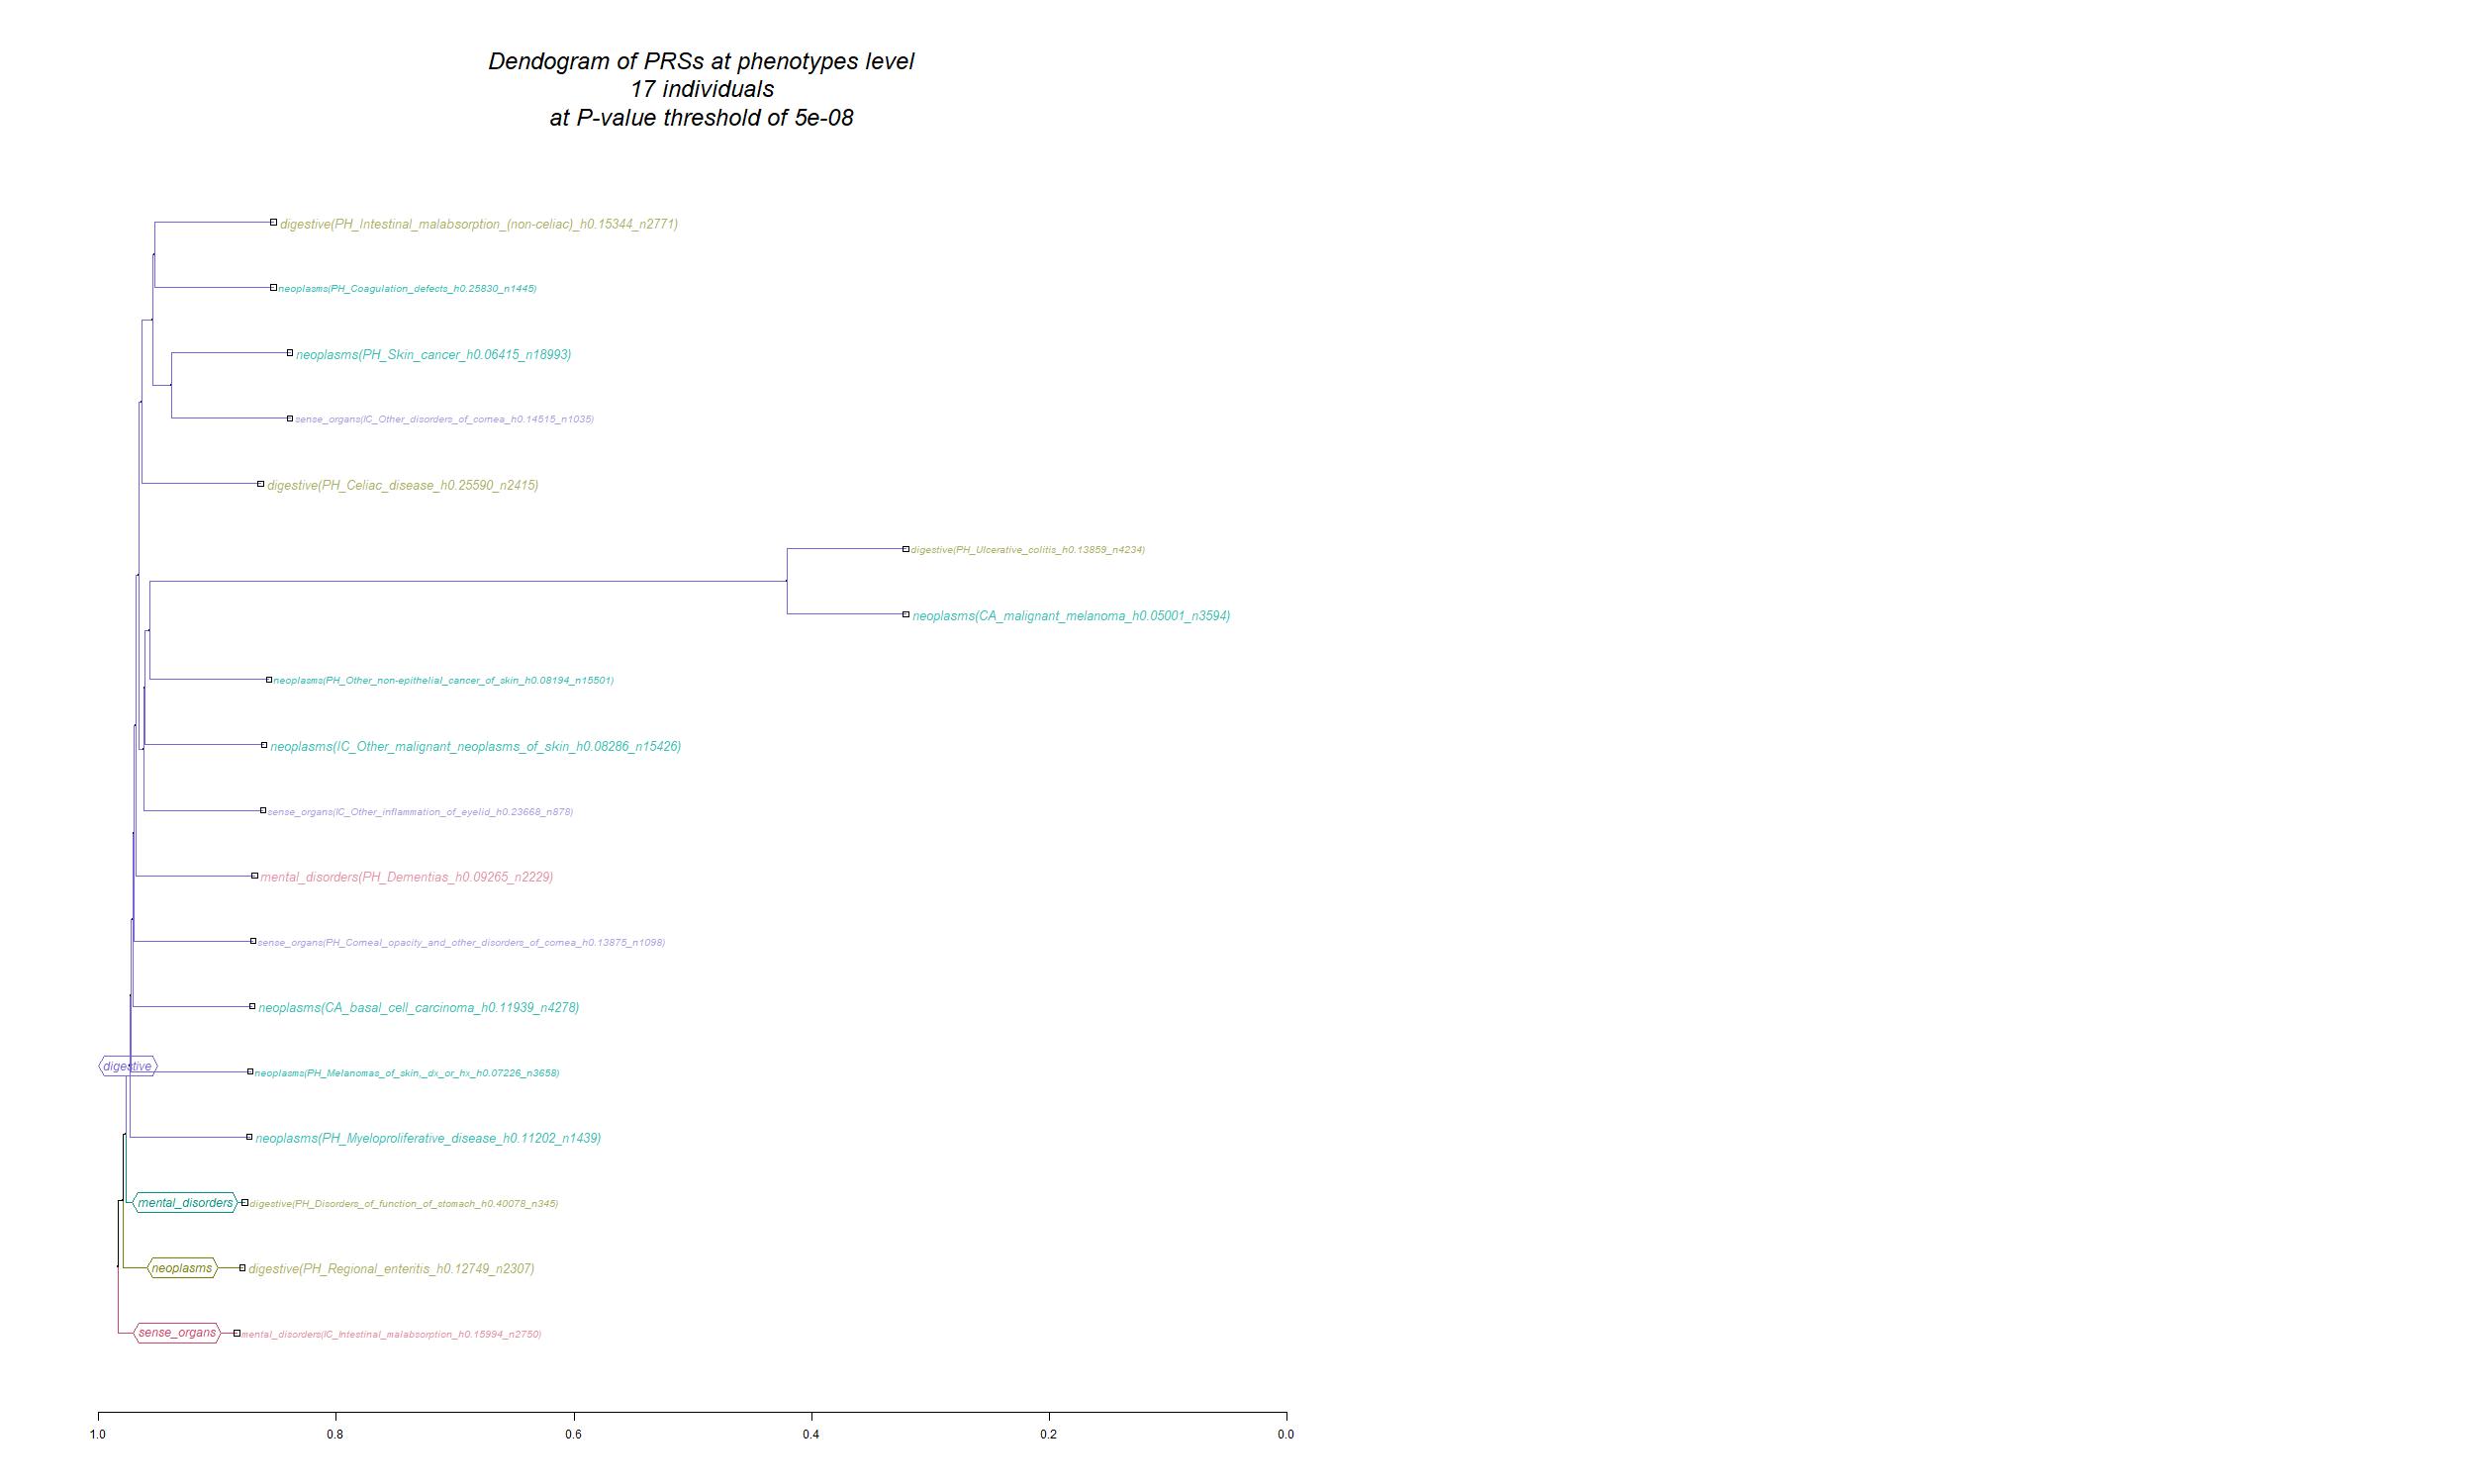 Dendogram of PRSs at phenotypes level
17 individuals
at P-value threshold of 5e-08
digestive(PH_Intestinal_malabsorption_(non-celiac)_h0.15344_n2771)
neoplasms(PH_Coagulation_defects_h0.25830_n1445)
neoplasms(PH_Skin_cancer_h0.06415_n18993)
sense_organs(IC_Other_disorders_of_cornea_h0.14515_n1035)
digestive(PH_Celiac_disease_h0.25590_n2415)
digestive(PH_Ulcerative_colitis_h0.13859_n4234)
neoplasms(CA_malignant_melanoma_h0.05001_n3594)
neoplasms(PH_Other_non-epithelial_cancer_of_skin_h0.08194_n15501)
neoplasms(IC_Other_malignant_neoplasms_of_skin_h0.08286_n15426)
sense_organs(IC_Other_inflammation_of_eyelid_h0.23668_n878)
mental_disorders(PH_Dementias_h0.09265_n2229)
sense_organs(PH_Corneal_opacity_and_other_disorders_of_cornea_h0.13875_n1098)
neoplasms(CA_basal_cell_carcinoma_h0.11939_n4278)
digestive
neoplasms(PH_Melanomas_of_skin,_dx_or_hx_h0.07226_n3658)
neoplasms(PH_Myeloproliferative_disease_h0.11202_n1439)
mental_disorders digestive(PH_Disorders_of_function_of_stomach_h0.40078_n345)
neoplasms digestive(PH_Regional_enteritis_h0.12749_n2307)
sense_organs mental_disorders(IC_Intestinal_malabsorption_h0.15994_n2750)
1.0 0.8 0.6 0.4 0.2 0.0